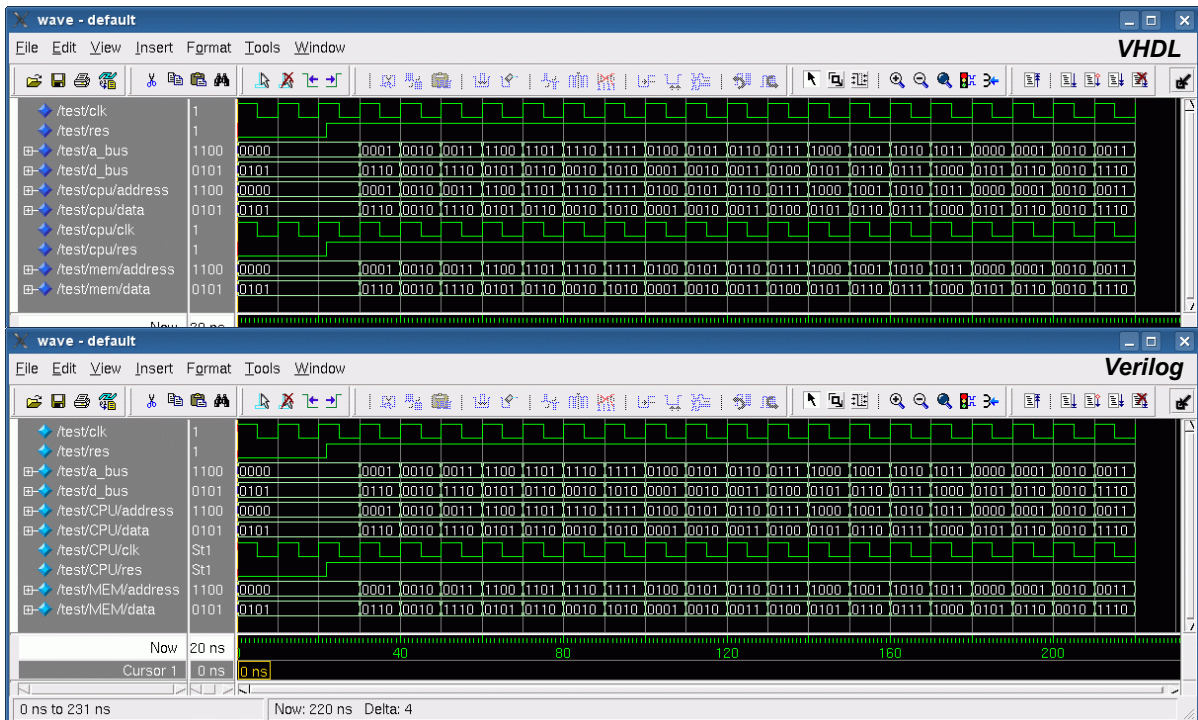 wave - default
File Edit View Insert Format Tools Window VHDL
/test/clk 1
/test/res 1
/test/a_bus 1100 0000 0001 0010 0011 1100 1101 1110 1111 0100 0101 0110 0111 1000 1001 1010 1011 0000 0001 0010 0011
/test/d_bus 0101 0101 0110 0010 1110 0101 0110 0010 1010 0001 0010 0011 0100 0101 0110 0111 1000 0101 0110 0010 1110
/test/cpu/address 1100 0000 0001 0010 0011 1100 1101 1110 1111 0100 0101 0110 0111 1000 1001 1010 1011 0000 0001 0010 0011
/test/cpu/data 0101 0101 0110 0010 1110 0101 0110 0010 1010 0001 0010 0011 0100 0101 0110 0111 1000 0101 0110 0010 1110
/test/cpu/clk 1
/test/cpu/res 1
/test/mem/address 1100 0000 0001 0010 0011 1100 1101 1110 1111 0100 0101 0110 0111 1000 1001 1010 1011 0000 0001 0010 0011
/test/mem/data 0101 0101 0110 0010 1110 0101 0110 0010 1010 0001 0010 0011 0100 0101 0110 0111 1000 0101 0110 0010 1110
wave - default
File Edit View Insert Format Tools Window Verilog
/test/clk 1
/test/res 1
/test/a_bus 1100 0000 0001 0010 0011 1100 1101 1110 1111 0100 0101 0110 0111 1000 1001 1010 1011 0000 0001 0010 0011
/test/d_bus 0101 0101 0110 0010 1110 0101 0110 0010 1010 0001 0010 0011 0100 0101 0110 0111 1000 0101 0110 0010 1110
/test/CPU/address 1100 0000 0001 0010 0011 1100 1101 1110 1111 0100 0101 0110 0111 1000 1001 1010 1011 0000 0001 0010 0011
/test/CPU/data 0101 0101 0110 0010 1110 0101 0110 0010 1010 0001 0010 0011 0100 0101 0110 0111 1000 0101 0110 0010 1110
/test/CPU/clk St1
/test/CPU/res St1
/test/MEM/address 1100 0000 0001 0010 0011 1100 1101 1110 1111 0100 0101 0110 0111 1000 1001 1010 1011 0000 0001 0010 0011
/test/MEM/data 0101 0101 0110 0010 1110 0101 0110 0010 1010 0001 0010 0011 0100 0101 0110 0111 1000 0101 0110 0010 1110
Now 20 ns 40 80 120 160 200
Cursor 1 0 ns 0 ns
0 ns to 231 ns Now: 220 ns Delta: 4